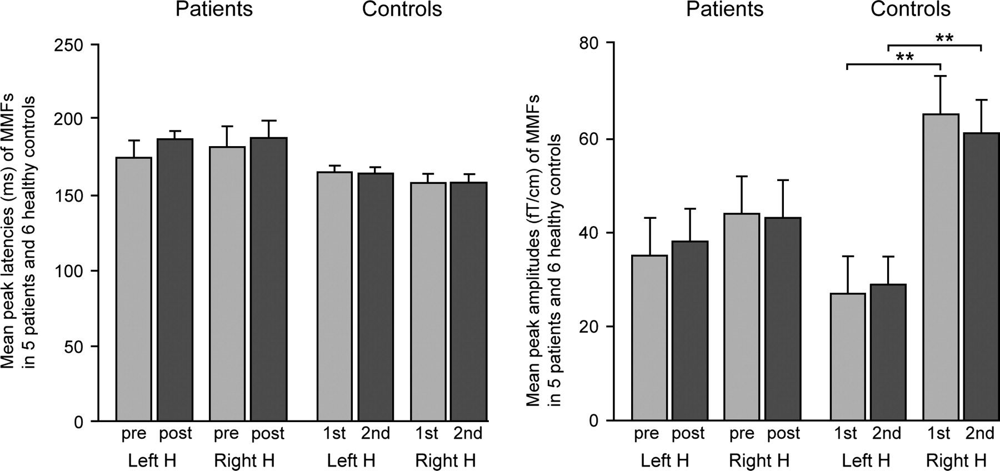 Patients Controls
250
200
150
100
50
0
Mean peak latencies (ms) of MMFs
in 5 patients and 6 healthy controls
pre post pre post 1st 2nd 1st 2nd
Left H Right H Left H Right H
Patients Controls
80
60
40
20
0
**
**
Mean peak amplitudes (fT/cm) of MMFs
in 5 patients and 6 healthy controls
pre post pre post 1st 2nd 1st 2nd
Left H Right H Left H Right H